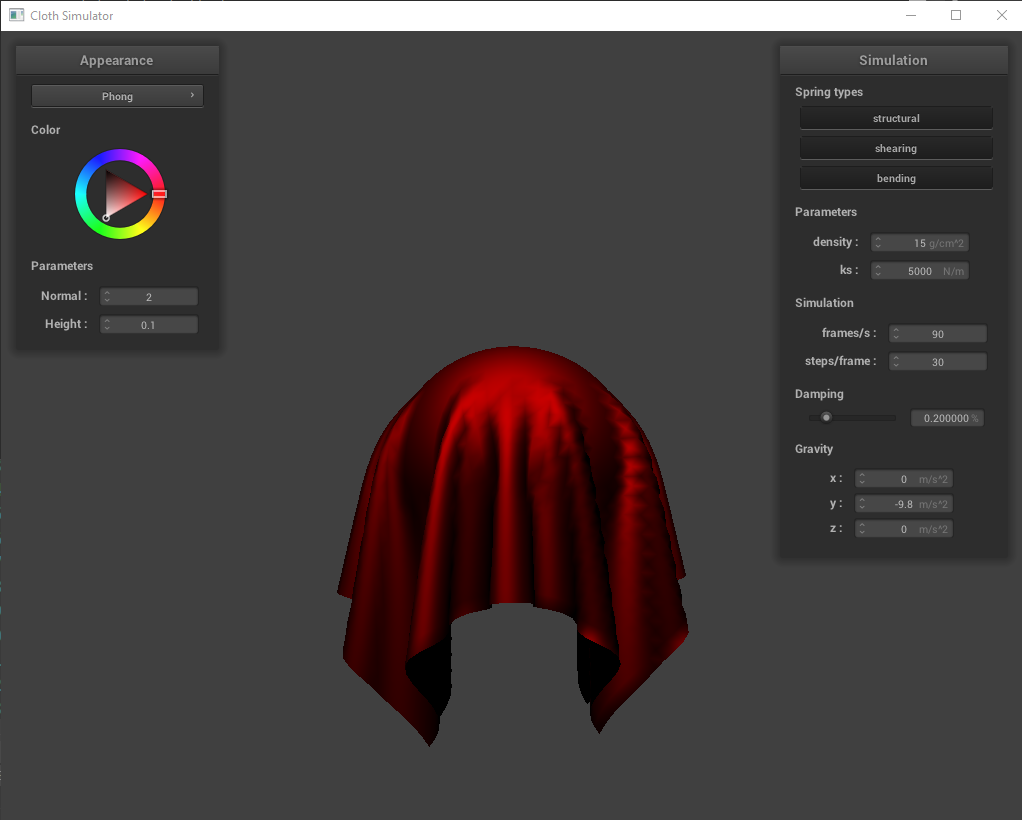 Cloth Simulator
Appearance
Phong
Color
Parameters
Normal : 2
Height : 0.1
Simulation
Spring types
structural
shearing
bending
Parameters
density : 15 g/cm^2
ks : 5000 N/m
Simulation
frames/s : 90
steps/frame : 30
Damping
0.200000 %
Gravity
x : 0 m/s^2
y : -9.8 m/s^2
z : 0 m/s^2